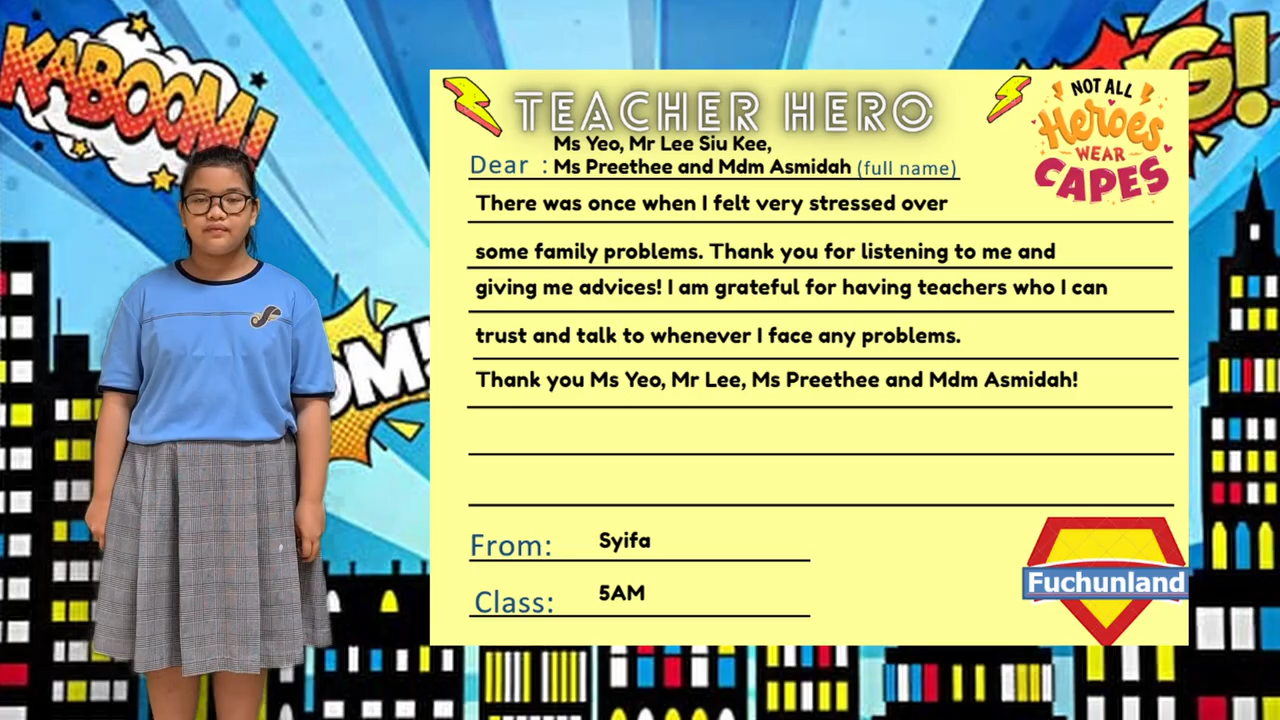 KABOOM!
TEACHER HERO
NOT ALL
Heroes
WEAR
CAPES
Ms Yeo, Mr Lee Siu Kee,
Dear : Ms Preethee and Mdm Asmidah (full name)
There was once when I felt very stressed over
some family problems. Thank you for listening to me and
giving me advices! I am grateful for having teachers who I can
trust and talk to whenever I face any problems.
Thank you Ms Yeo, Mr Lee, Ms Preethee and Mdm Asmidah!
From: Syifa
Class: 5AM
Fuchunland